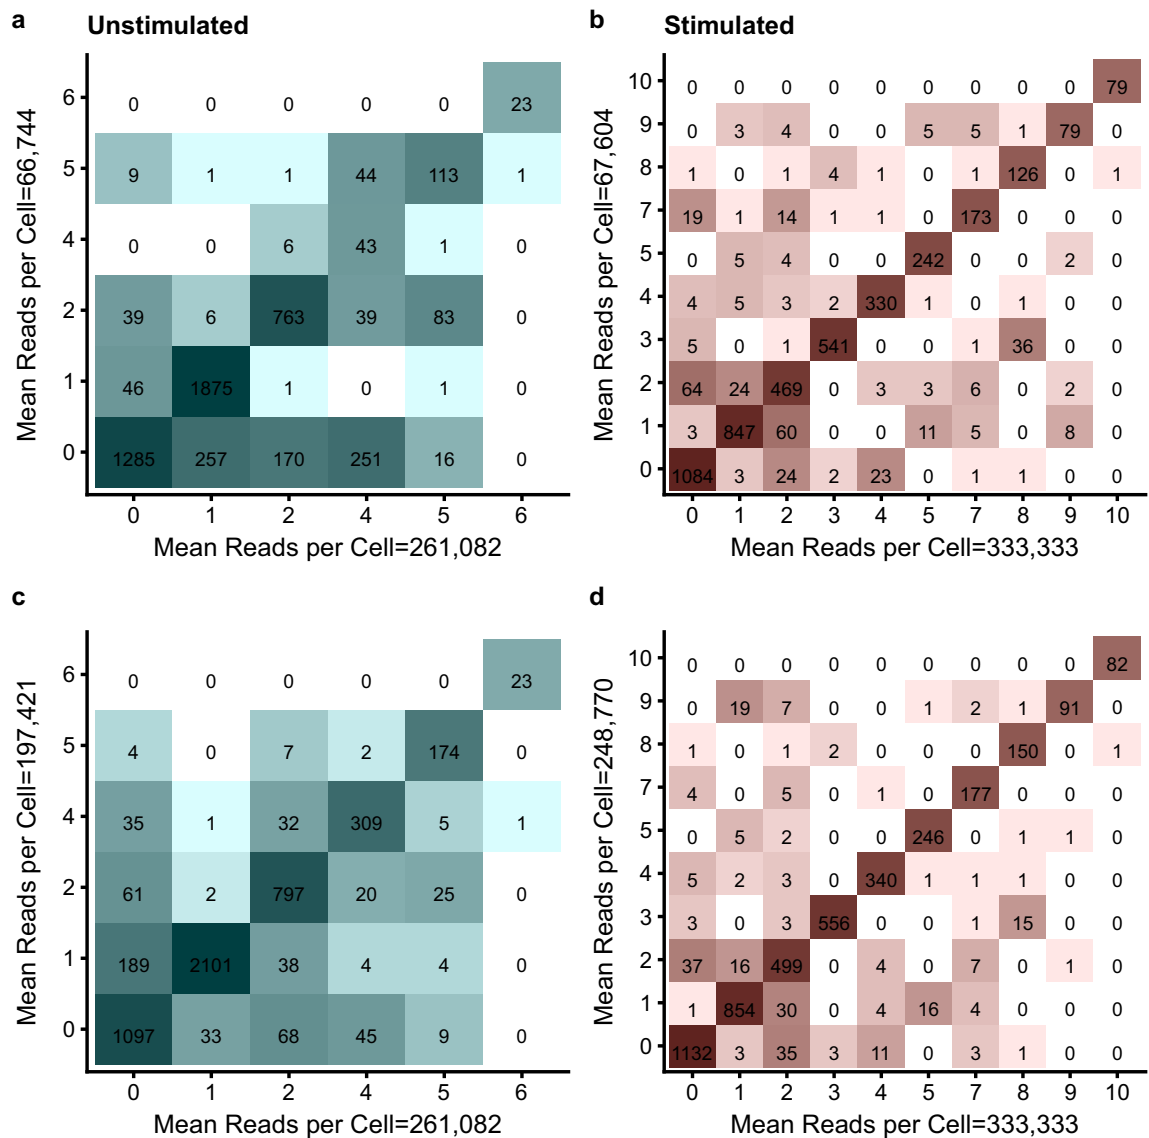 a Unstimulated
Mean Reads per Cell=66,744
6 0 0 0 0 0 23
5 9 1 1 44 113 1
4 0 0 6 43 1 0
2 39 6 763 39 83 0
1 46 1875 1 0 1 0
0 1285 257 170 251 16 0
0 1 2 4 5 6
Mean Reads per Cell=261,082
b Stimulated
Mean Reads per Cell=67,604
10 0 0 0 0 0 0 0 0 0 79
9 0 3 4 0 0 5 5 1 79 0
8 1 0 1 4 1 0 1 126 0 1
7 19 1 14 1 1 0 173 0 0 0
5 0 5 4 0 0 242 0 0 2 0
4 4 5 3 2 330 1 0 1 0 0
3 5 0 1 541 0 0 1 36 0 0
2 64 24 469 0 3 3 6 0 2 0
1 3 847 60 0 0 11 5 0 8 0
0 1084 3 24 2 23 0 1 1 0 0
0 1 2 3 4 5 7 8 9 10
Mean Reads per Cell=333,333
c
Mean Reads per Cell=197,421
6 0 0 0 0 0 23
5 4 0 7 2 174 0
4 35 1 32 309 5 1
2 61 2 797 20 25 0
1 189 2101 38 4 4 0
0 1097 33 68 45 9 0
0 1 2 4 5 6
Mean Reads per Cell=261,082
d
Mean Reads per Cell=248,770
10 0 0 0 0 0 0 0 0 0 82
9 0 19 7 0 0 1 2 1 91 0
8 1 0 1 2 0 0 0 150 0 1
7 4 0 5 0 1 0 177 0 0 0
5 0 5 2 0 0 246 0 1 1 0
4 5 2 3 0 340 1 1 1 0 0
3 3 0 3 556 0 0 1 15 0 0
2 37 16 499 0 4 0 7 0 1 0
1 1 854 30 0 4 16 4 0 0 0
0 1132 3 35 3 11 0 3 1 0 0
0 1 2 3 4 5 7 8 9 10
Mean Reads per Cell=333,333